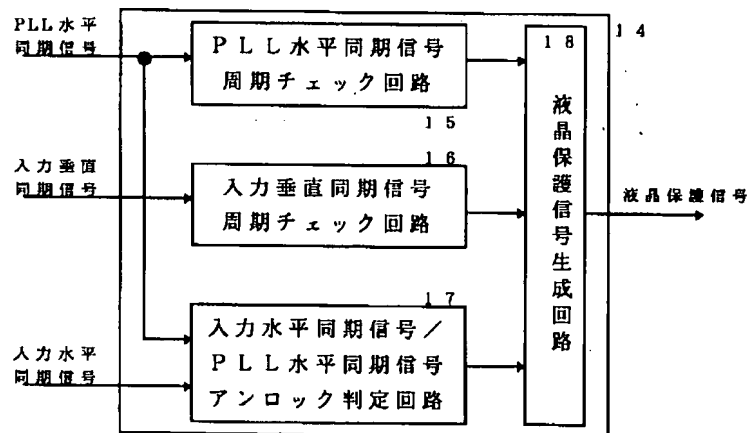 PLL水平
同期信号
PLL水平同期信号
周期チェック回路
15
入力垂直
同期信号
16
入力垂直同期信号
周期チェック回路
17
入力水平同期信号／
PLL水平同期信号
アンロック判定回路
入力水平
同期信号
18
液晶保護信号生成回路
14
液晶保護信号